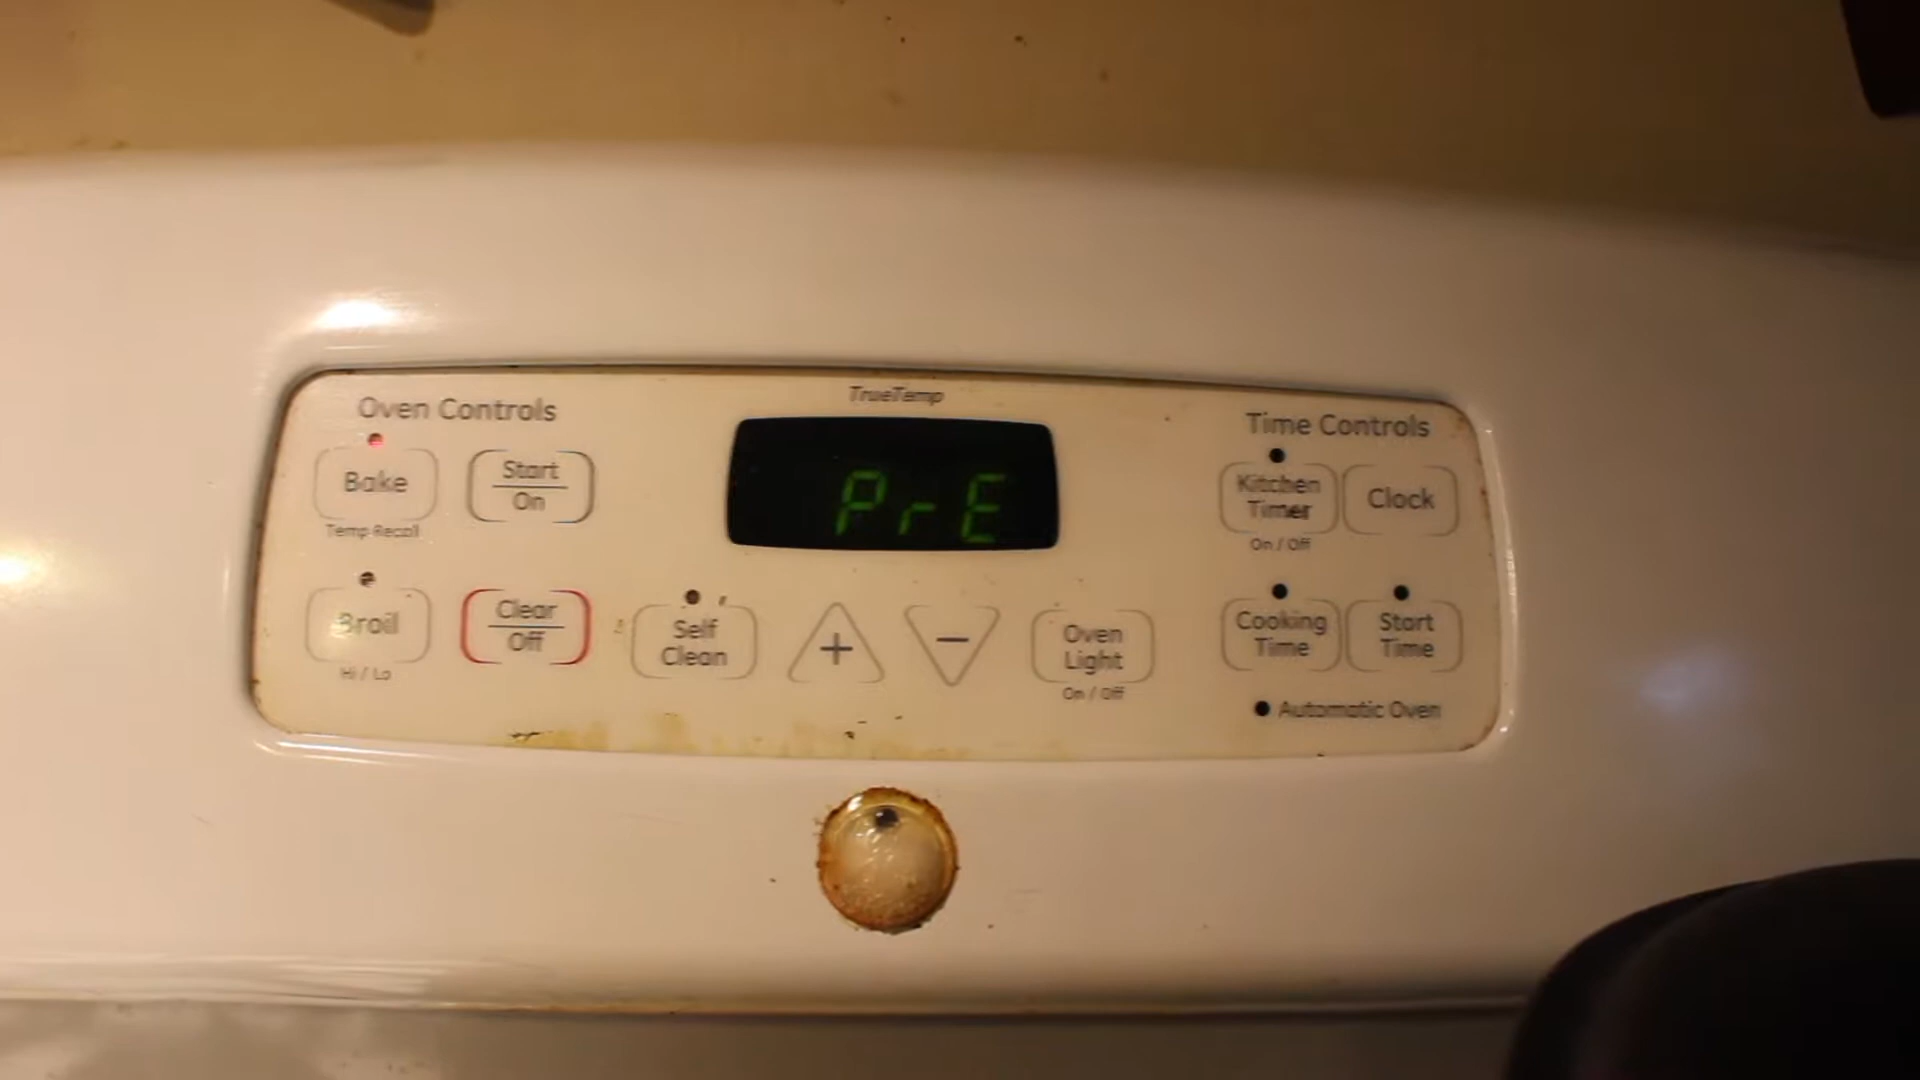 TrueTemp
Oven Controls
Bake
Temp Recall
Start
On
PrE
Time Controls
Kitchen
Timer
On / Off
Clock
Broil
Hi / Lo
Clear
Off
Self
Clean
+
−
Oven
Light
On / Off
Cooking
Time
Start
Time
Automatic Oven